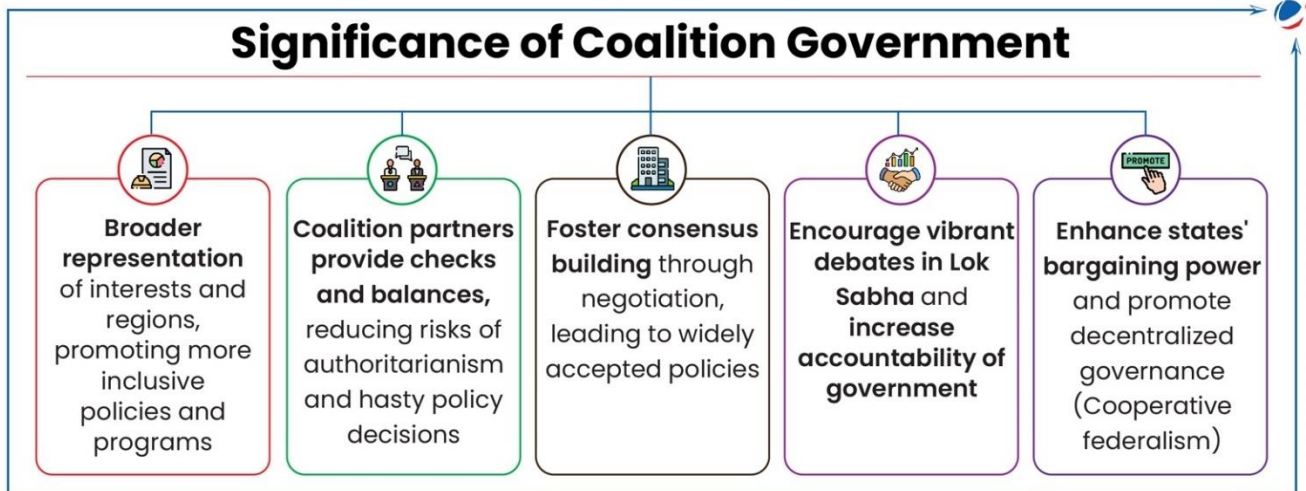 Significance of Coalition Government
Broader
representation
of interests and
regions,
promoting more
inclusive
policies and
programs
Coalition partners
provide checks
and balances,
reducing risks of
authoritarianism
and hasty policy
decisions
Foster consensus
building through
negotiation,
leading to widely
accepted policies
Encourage vibrant
debates in Lok
Sabha and
increase
accountability of
government
PROMOTE
Enhance states'
bargaining power
and promote
decentralized
governance
(Cooperative
federalism)